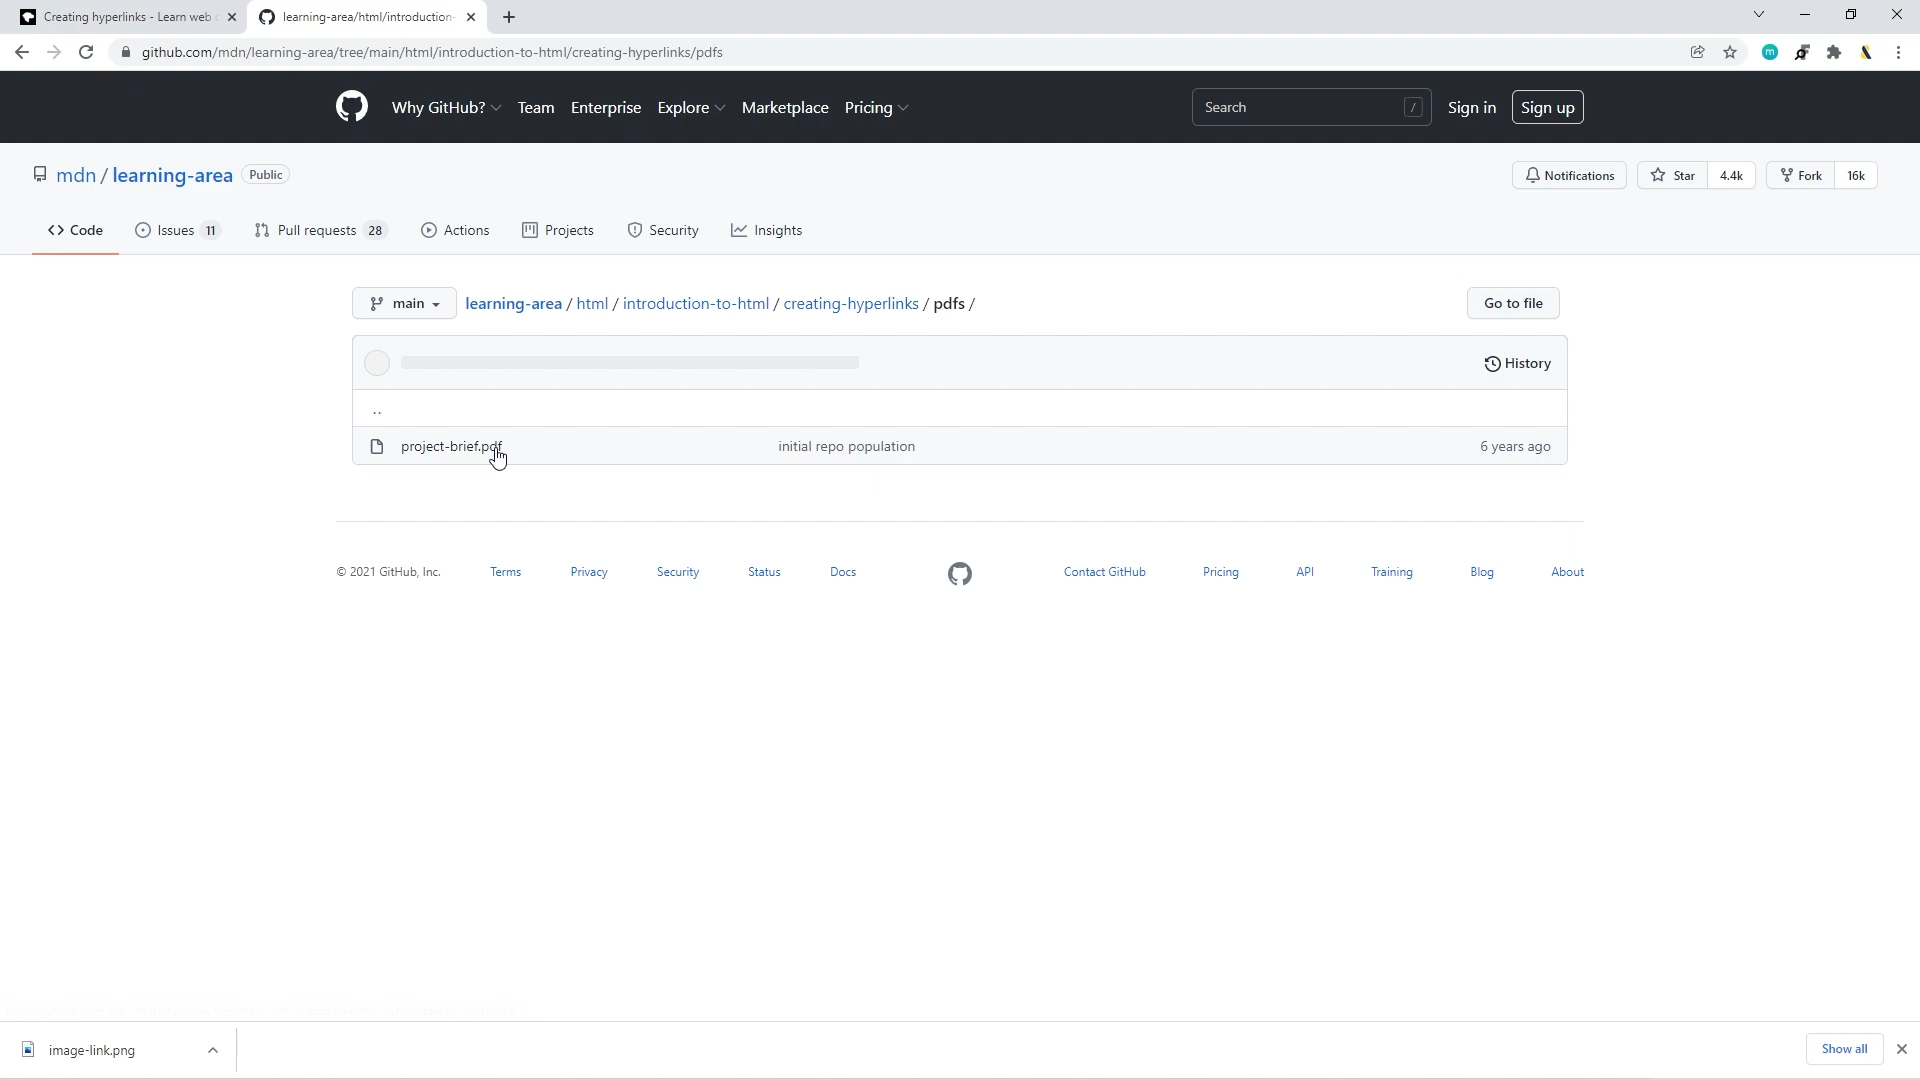 Creating hyperlinks - Learn web
learning-area/html/introduction-
github.com/mdn/learning-area/tree/main/html/introduction-to-html/creating-hyperlinks/pdfs
m
Why GitHub? Team Enterprise Explore Marketplace Pricing Search / Sign in Sign up
mdn / learning-area Public Notifications Star 4.4k Fork 16k
<> Code Issues 11 Pull requests 28 Actions Projects Security Insights
main learning-area / html / introduction-to-html / creating-hyperlinks / pdfs / Go to file
History
..
project-brief.pdf initial repo population 6 years ago
© 2021 GitHub, Inc. Terms Privacy Security Status Docs Contact GitHub Pricing API Training Blog About
image-link.png Show all